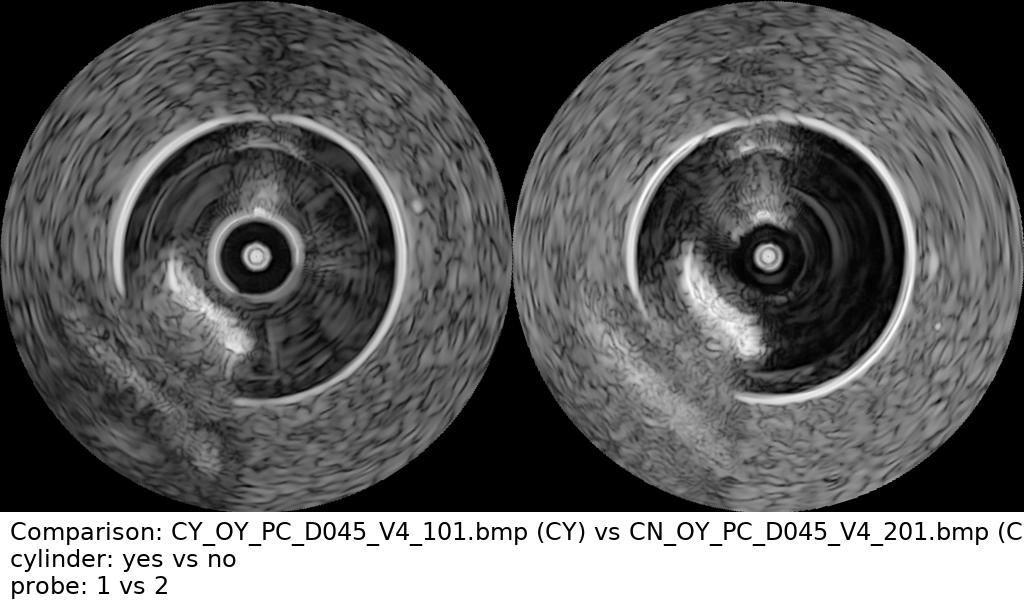 Comparison: CY_OY_PC_D045_V4_101.bmp (CY) vs CN_OY_PC_D045_V4_201.bmp (C
cylinder: yes vs no
probe: 1 vs 2